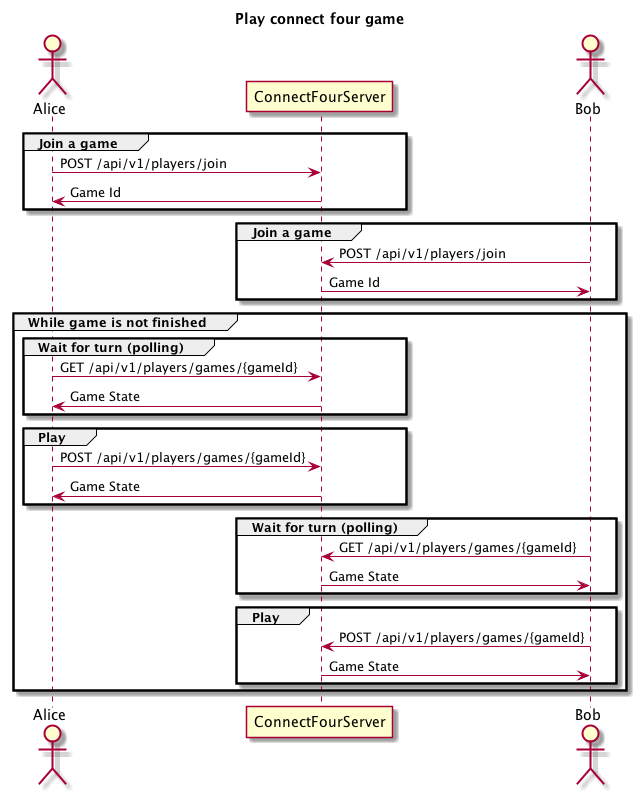 Play connect four game
Alice
ConnectFourServer
Bob
Join a game
POST /api/v1/players/join
Game Id
Join a game
POST /api/v1/players/join
Game Id
While game is not finished
Wait for turn (polling)
GET /api/v1/players/games/{gameId}
Game State
Play
POST /api/v1/players/games/{gameId}
Game State
Wait for turn (polling)
GET /api/v1/players/games/{gameId}
Game State
Play
POST /api/v1/players/games/{gameId}
Game State
Alice
ConnectFourServer
Bob